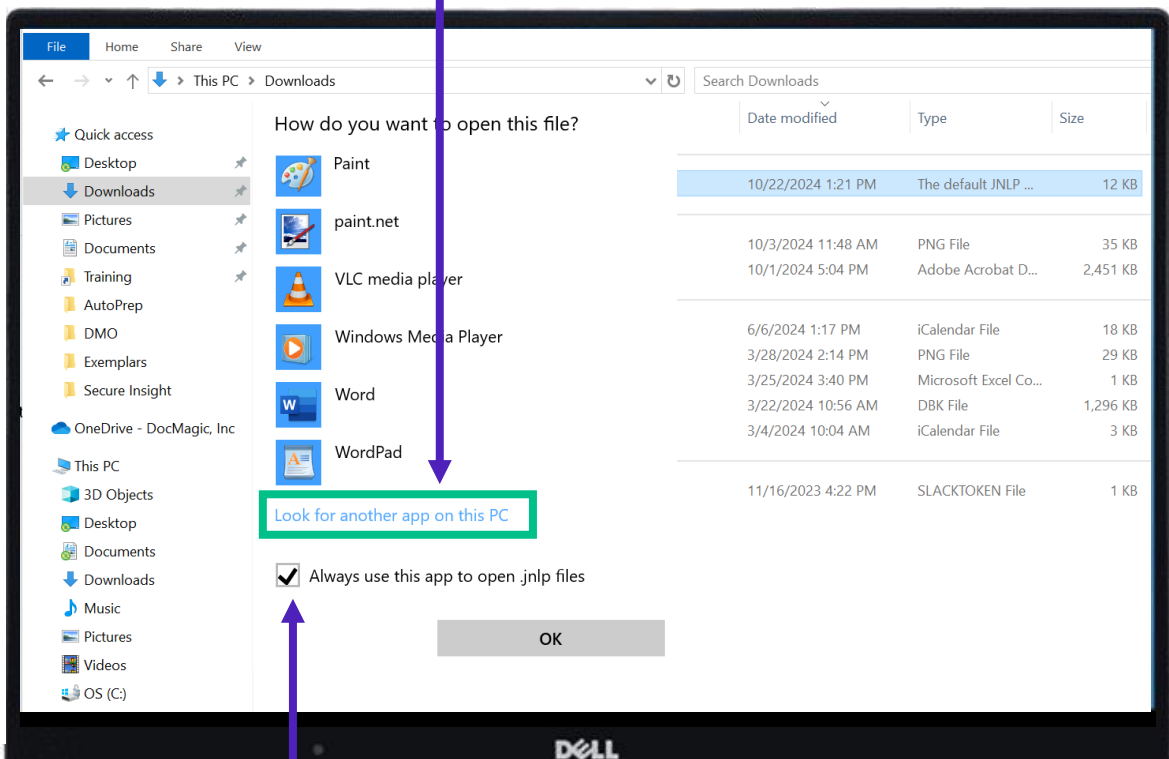 File Home Share View
This PC > Downloads
Search Downloads
Quick access
Desktop
Downloads
Pictures
Documents
Training
AutoPrep
DMO
Exemplars
Secure Insight
OneDrive - DocMagic, Inc
This PC
3D Objects
Desktop
Documents
Downloads
Music
Pictures
Videos
OS (C:)
How do you want to open this file?
Paint
paint.net
VLC media player
Windows Media Player
W
Word
A
WordPad
Look for another app on this PC
Always use this app to open .jnlp files
OK
Date modified Type Size
10/22/2024 1:21 PM The default JNLP ... 12 KB
10/3/2024 11:48 AM PNG File 35 KB
10/1/2024 5:04 PM Adobe Acrobat D... 2,451 KB
6/6/2024 1:17 PM iCalendar File 18 KB
3/28/2024 2:14 PM PNG File 29 KB
3/25/2024 3:40 PM Microsoft Excel Co... 1 KB
3/22/2024 10:56 AM DBK File 1,296 KB
3/4/2024 10:04 AM iCalendar File 3 KB
11/16/2023 4:22 PM SLACKTOKEN File 1 KB
DELL